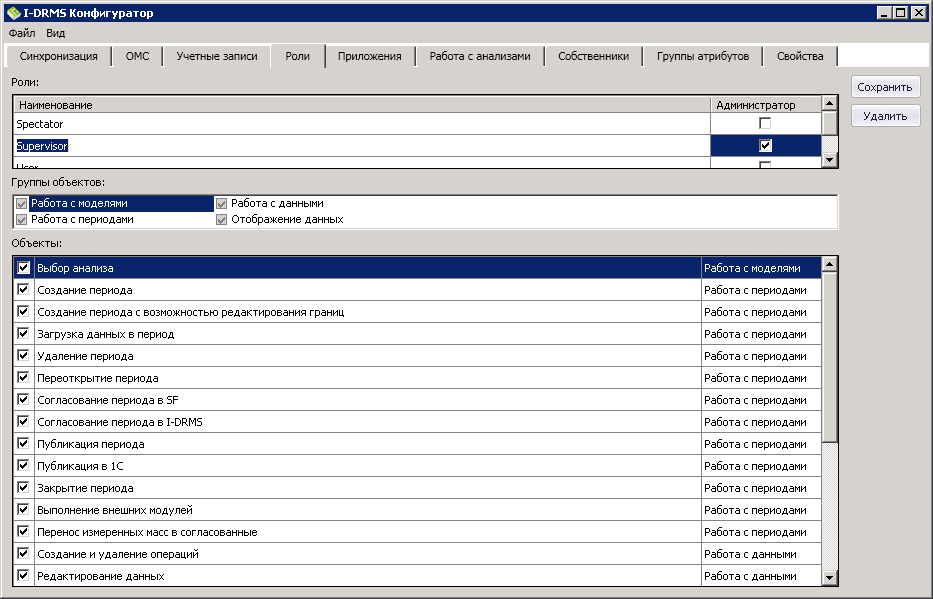 I-DRMS Конфигуратор
Файл Вид
Синхронизация ОМС Учетные записи Роли Приложения Работа с анализами Собственники Группы атрибутов Свойства
Роли:
Сохранить
Удалить
Наименование Администратор
Spectator
Supervisor
User
Группы объектов:
Работа с моделями Работа с данными
Работа с периодами Отображение данных
Объекты:
Выбор анализа Работа с моделями
Создание периода Работа с периодами
Создание периода с возможностью редактирования границ Работа с периодами
Загрузка данных в период Работа с периодами
Удаление периода Работа с периодами
Переоткрытие периода Работа с периодами
Согласование периода в SF Работа с периодами
Согласование периода в I-DRMS Работа с периодами
Публикация периода Работа с периодами
Публикация в 1С Работа с периодами
Закрытие периода Работа с периодами
Выполнение внешних модулей Работа с периодами
Перенос измеренных масс в согласованные Работа с периодами
Создание и удаление операций Работа с данными
Редактирование данных Работа с данными